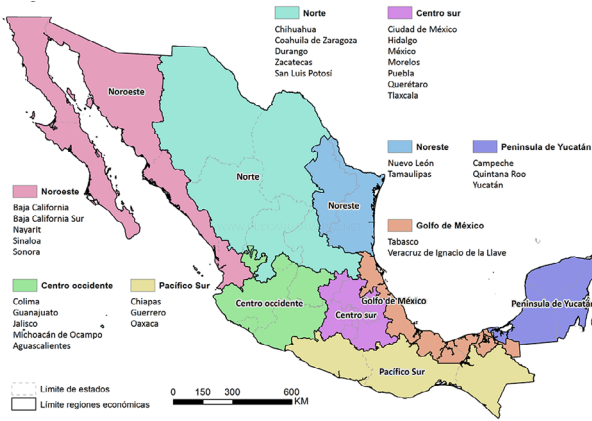 Norte
Chihuahua
Coahuila de Zaragoza
Durango
Zacatecas
San Luis Potosí
Centro sur
Ciudad de México
Hidalgo
México
Morelos
Puebla
Querétaro
Tlaxcala
Noreste
Nuevo León
Tamaulipas
Peninsula de Yucatán
Campeche
Quintana Roo
Yucatán
Golfo de México
Tabasco
Veracruz de Ignacio de la Llave
Noroeste
Baja California
Baja California Sur
Nayarit
Sinaloa
Sonora
Centro occidente
Colima
Guanajuato
Jalisco
Michoacán de Ocampo
Aguascalientes
Pacífico Sur
Chiapas
Guerrero
Oaxaca
Noroeste
Norte
Noreste
Centro occidente
Golfo de México
Centro sur
Peninsula de Yucatán
Pacífico Sur
Límite de estados
Límite regiones económicas
0 150 300 600
KM